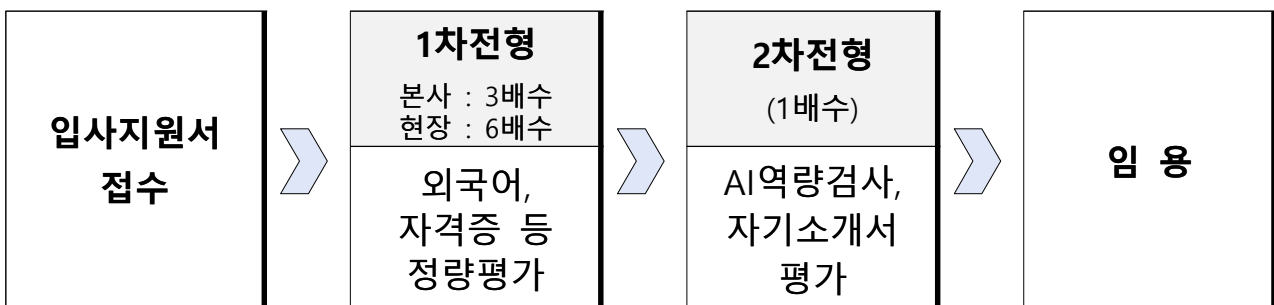 입사지원서
접수
1차전형
본사 : 3배수
현장 : 6배수
외국어,
자격증 등
정량평가
2차전형
(1배수)
AI역량검사,
자기소개서
평가
임 용